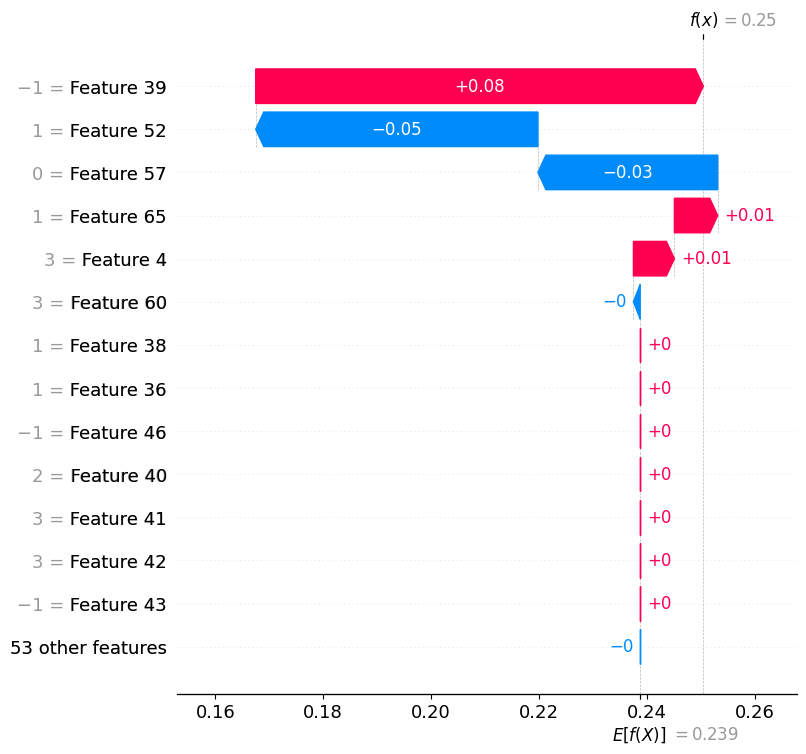 f(x) = 0.25
−1 = Feature 39 +0.08
1 = Feature 52 −0.05
0 = Feature 57 −0.03
1 = Feature 65 +0.01
3 = Feature 4 +0.01
3 = Feature 60 −0
1 = Feature 38 +0
1 = Feature 36 +0
−1 = Feature 46 +0
2 = Feature 40 +0
3 = Feature 41 +0
3 = Feature 42 +0
−1 = Feature 43 +0
53 other features −0
0.16 0.18 0.20 0.22 0.24 0.26
E[f(X)] = 0.239